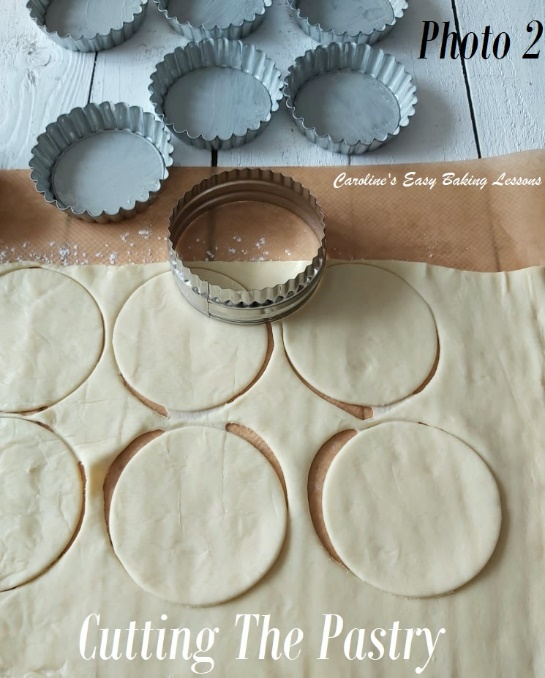 Photo 2
Caroline's Easy Baking Lessons
Cutting The Pastry